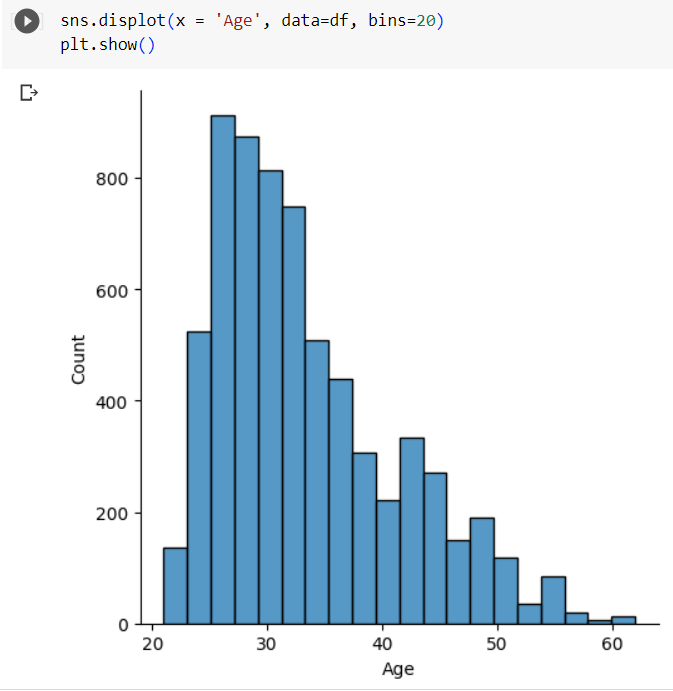 sns.displot(x = 'Age', data=df, bins=20)
plt.show()
800
600
400
200
0
Count
20 30 40 50 60
Age